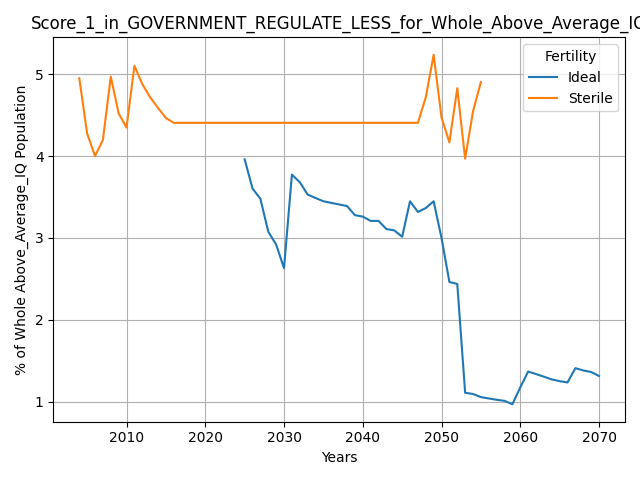 Score_1_in_GOVERNMENT_REGULATE_LESS_for_Whole_Above_Average_IQ
Fertility
Ideal
Sterile
% of Whole Above_Average_IQ Population
5
4
3
2
1
2010 2020 2030 2040 2050 2060 2070
Years